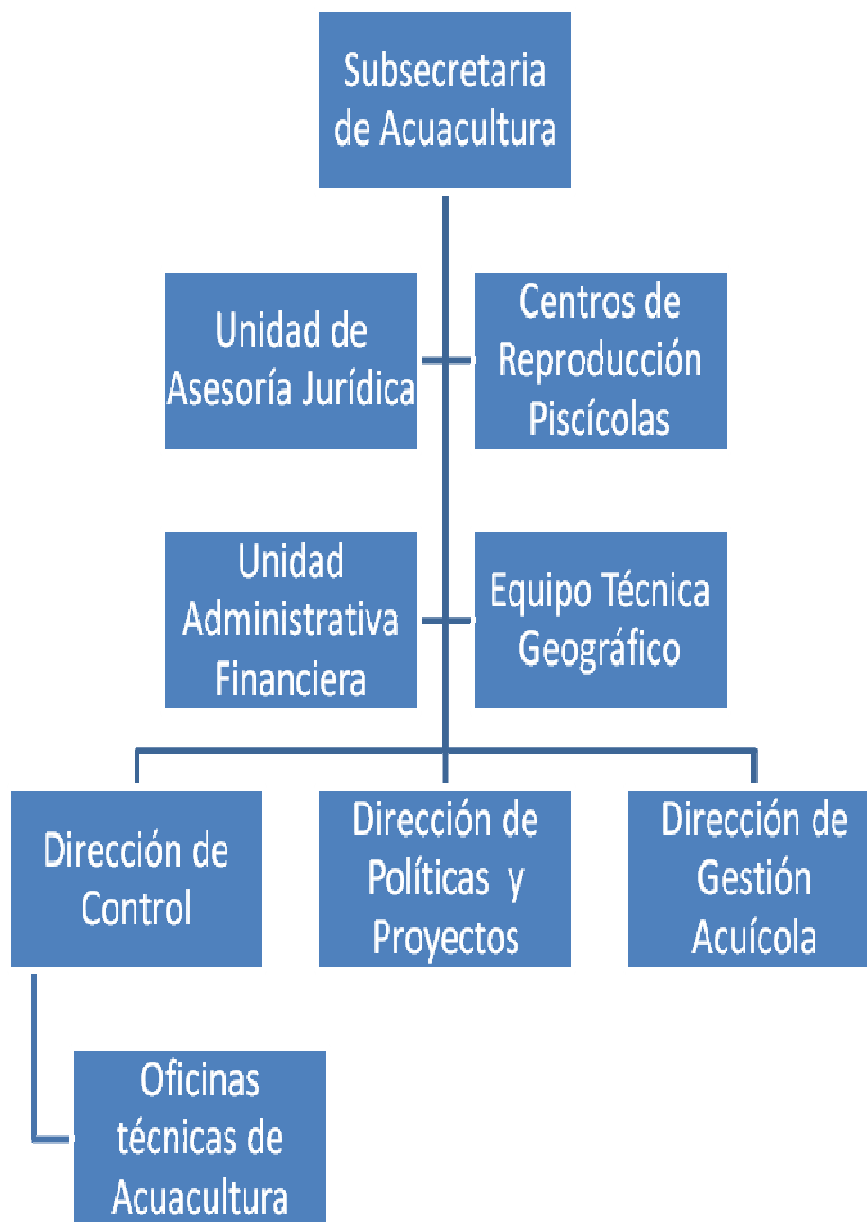 Subsecretaria
de Acuacultura
Unidad de
Asesoría Jurídica
Centros de
Reproducción
Piscícolas
Unidad
Administrativa
Financiera
Equipo Técnica
Geográfico
Dirección de
Control
Dirección de
Políticas y
Proyectos
Dirección de
Gestión
Acuícola
Oficinas
técnicas de
Acuacultura